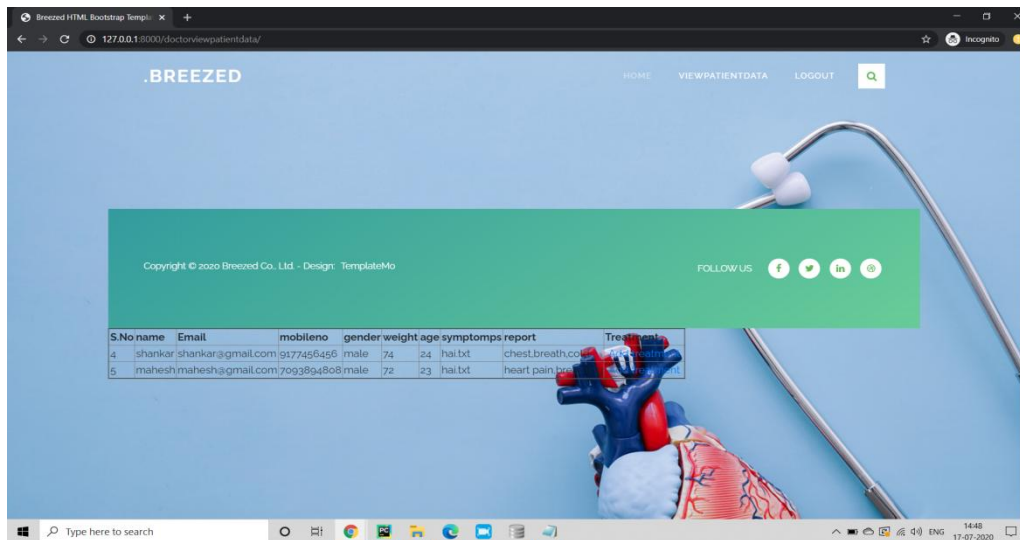 Breezed HTML Bootstrap Templa
127.0.0.1:8000/doctorviewpatientdata/
Incognito
.BREEZED
HOME VIEWPATIENTDATA LOGOUT
Copyright © 2020 Breezed Co., Ltd. - Design: TemplateMo
FOLLOW US
S.No name Email mobileno gender weight age symptomps report Treatment
4 shankar shankar@gmail.com 9177456456 male 74 24 hai.txt chest,breath,
5 mahesh mahesh@gmail.com 7093894808 male 72 23 hai.txt heart pain,
Type here to search
ENG
14:48
17-07-2020